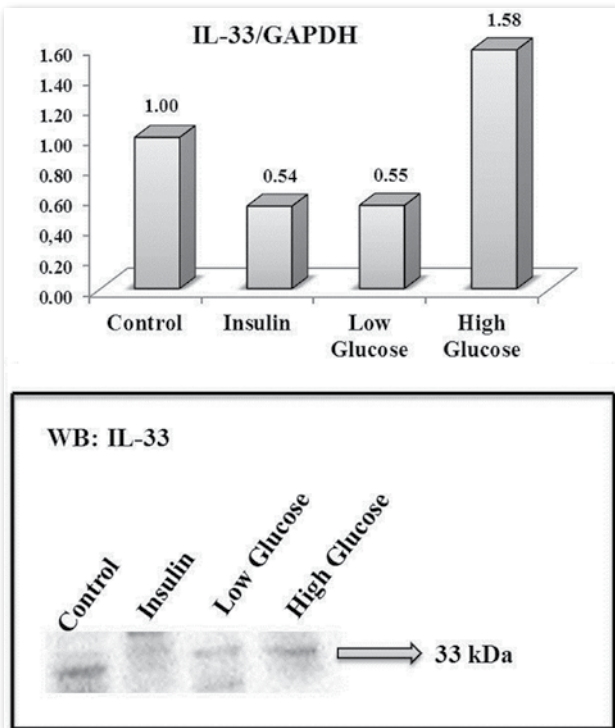 IL-33/GAPDH
1.60
1.40
1.20
1.00
0.80
0.60
0,40
0.20
0.00
1.00
0.54
0.55
1.58
Control
Insulin
Low
Glucose
High
Glucose
WB: IL-33
Control
Insulin
Low Glucose
High Glucose
33 kDa